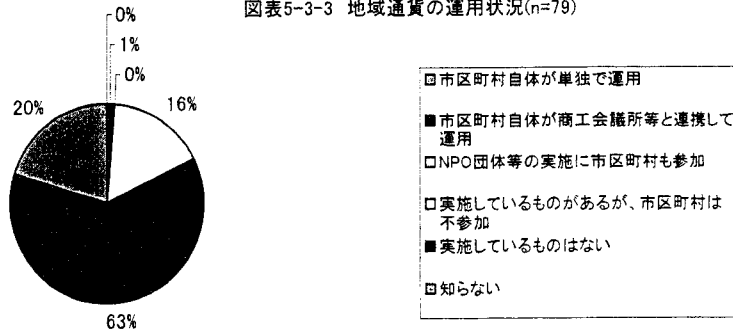 図表5-3-3 地域通貨の運用状況(n=79)
0%
1%
0%
16%
20%
63%
市区町村自体が単独で運用
市区町村自体が商工会議所等と連携して
運用
NPO団体等の実施に市区町村も参加
実施しているものがあるが、市区町村は
不参加
実施しているものはない
知らない